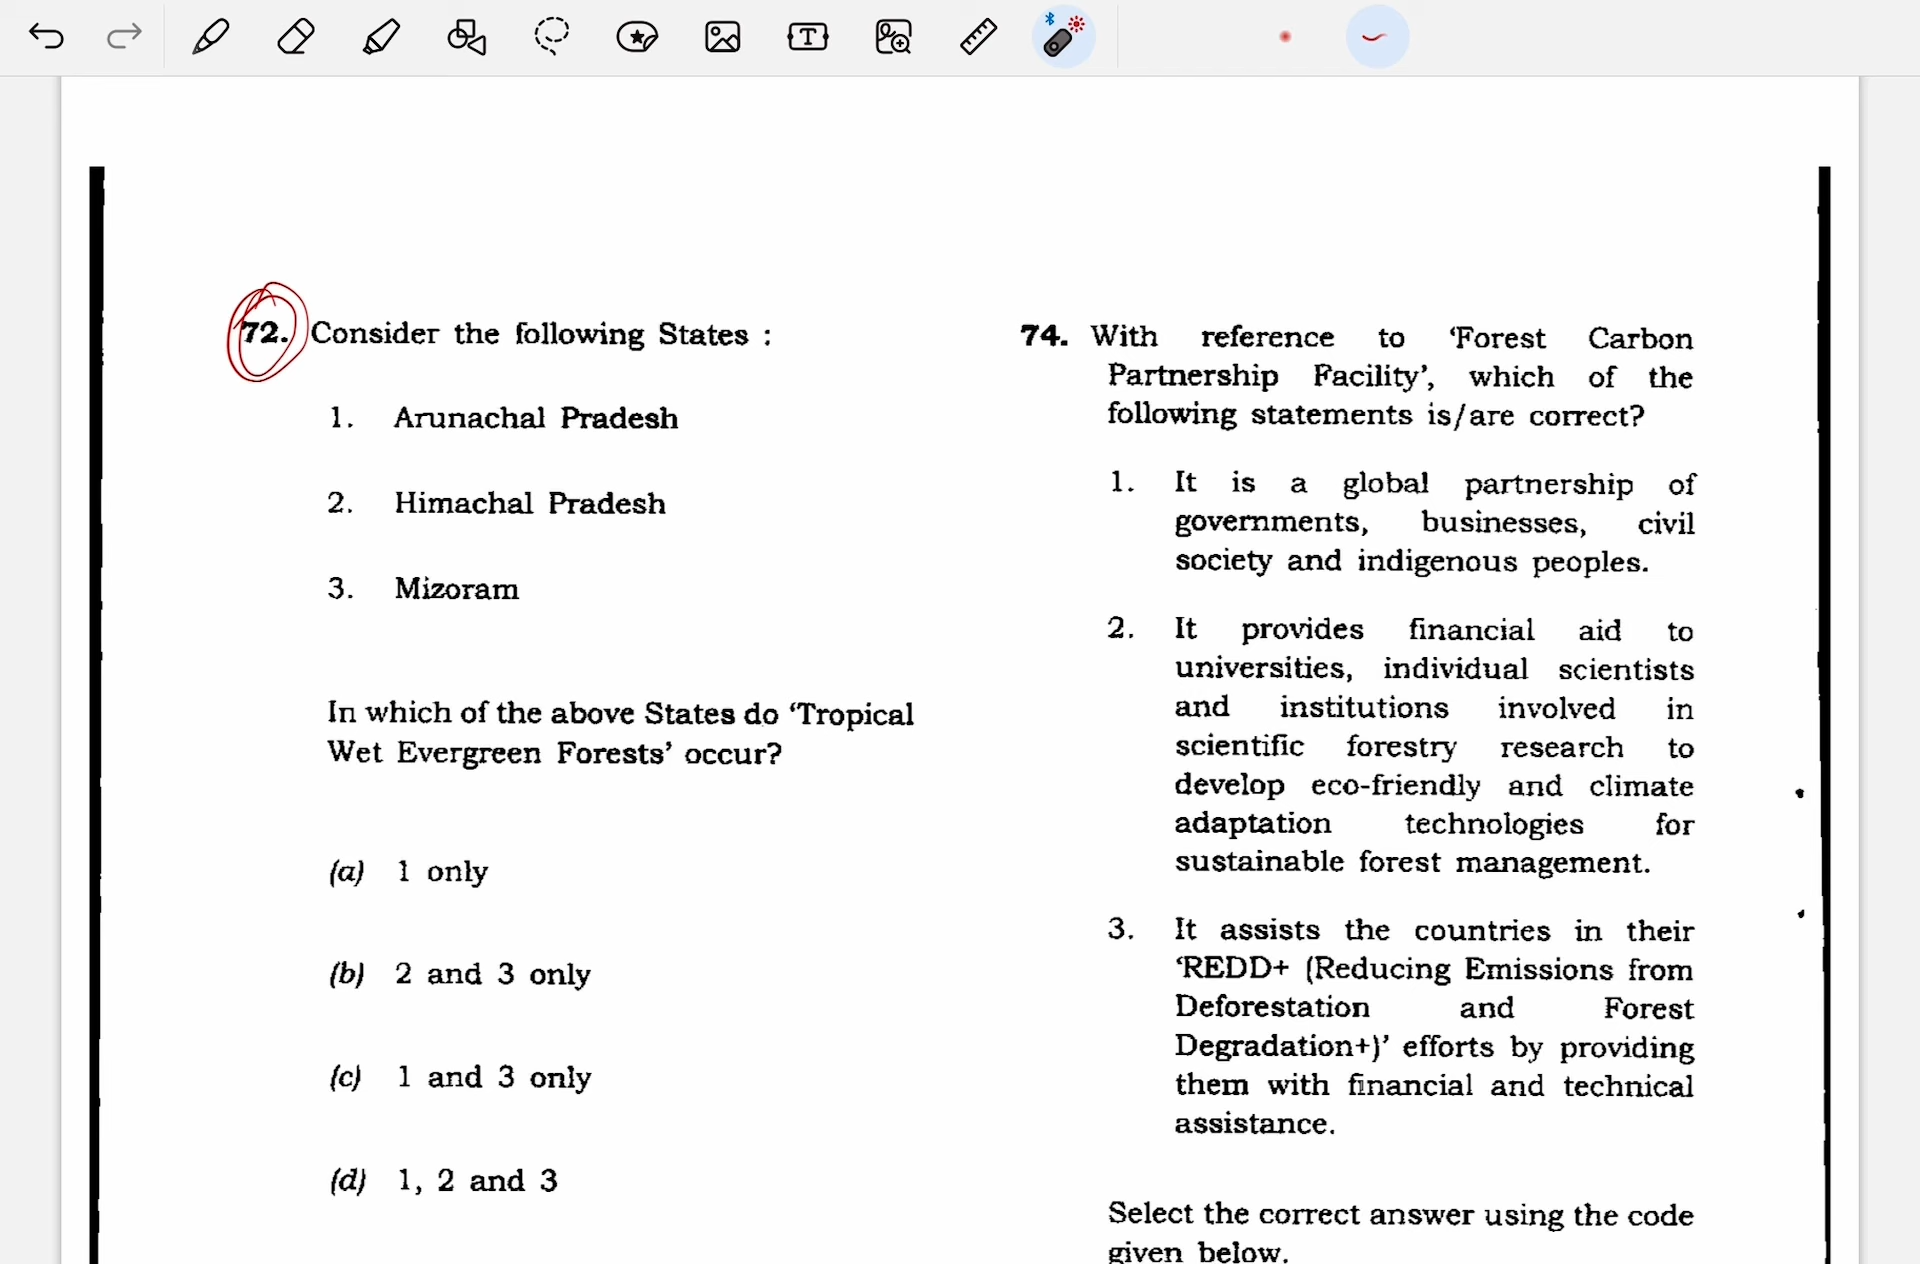 72. Consider the following States :
1. Arunachal Pradesh
2. Himachal Pradesh
3. Mizoram
In which of the above States do ‘Tropical
Wet Evergreen Forests’ occur?
(a) 1 only
(b) 2 and 3 only
(c) 1 and 3 only
(d) 1, 2 and 3
74. With reference to ‘Forest Carbon
Partnership Facility’, which of the
following statements is/are correct?
1. It is a global partnership of
governments, businesses, civil
society and indigenous peoples.
2. It provides financial aid to
universities, individual scientists
and institutions involved in
scientific forestry research to
develop eco-friendly and climate
adaptation technologies for
sustainable forest management.
3. It assists the countries in their
‘REDD+ (Reducing Emissions from
Deforestation and Forest
Degradation+)’ efforts by providing
them with financial and technical
assistance.
Select the correct answer using the code
given below.